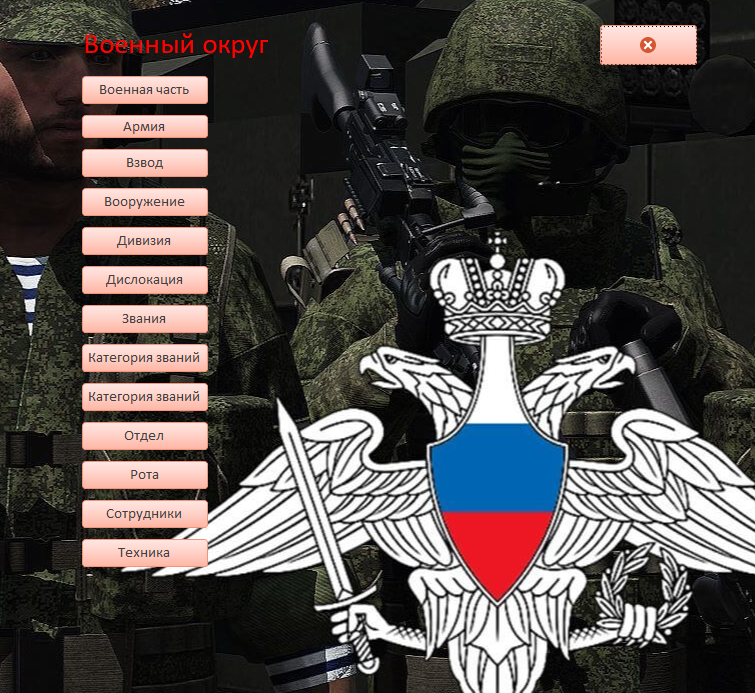 Военный округ
Военная часть
Армия
Взвод
Вооружение
Дивизия
Дислокация
Звания
Категория званий
Категория званий
Отдел
Рота
Сотрудники
Техника